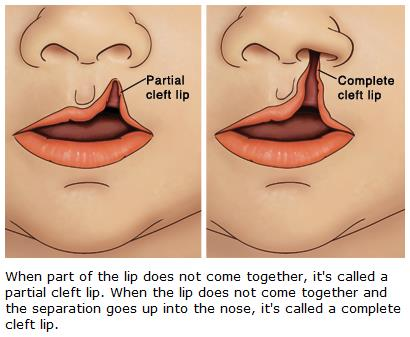 Partial
cleft lip
Complete
cleft lip
When part of the lip does not come together, it's called a
partial cleft lip. When the lip does not come together and
the separation goes up into the nose, it's called a complete
cleft lip.